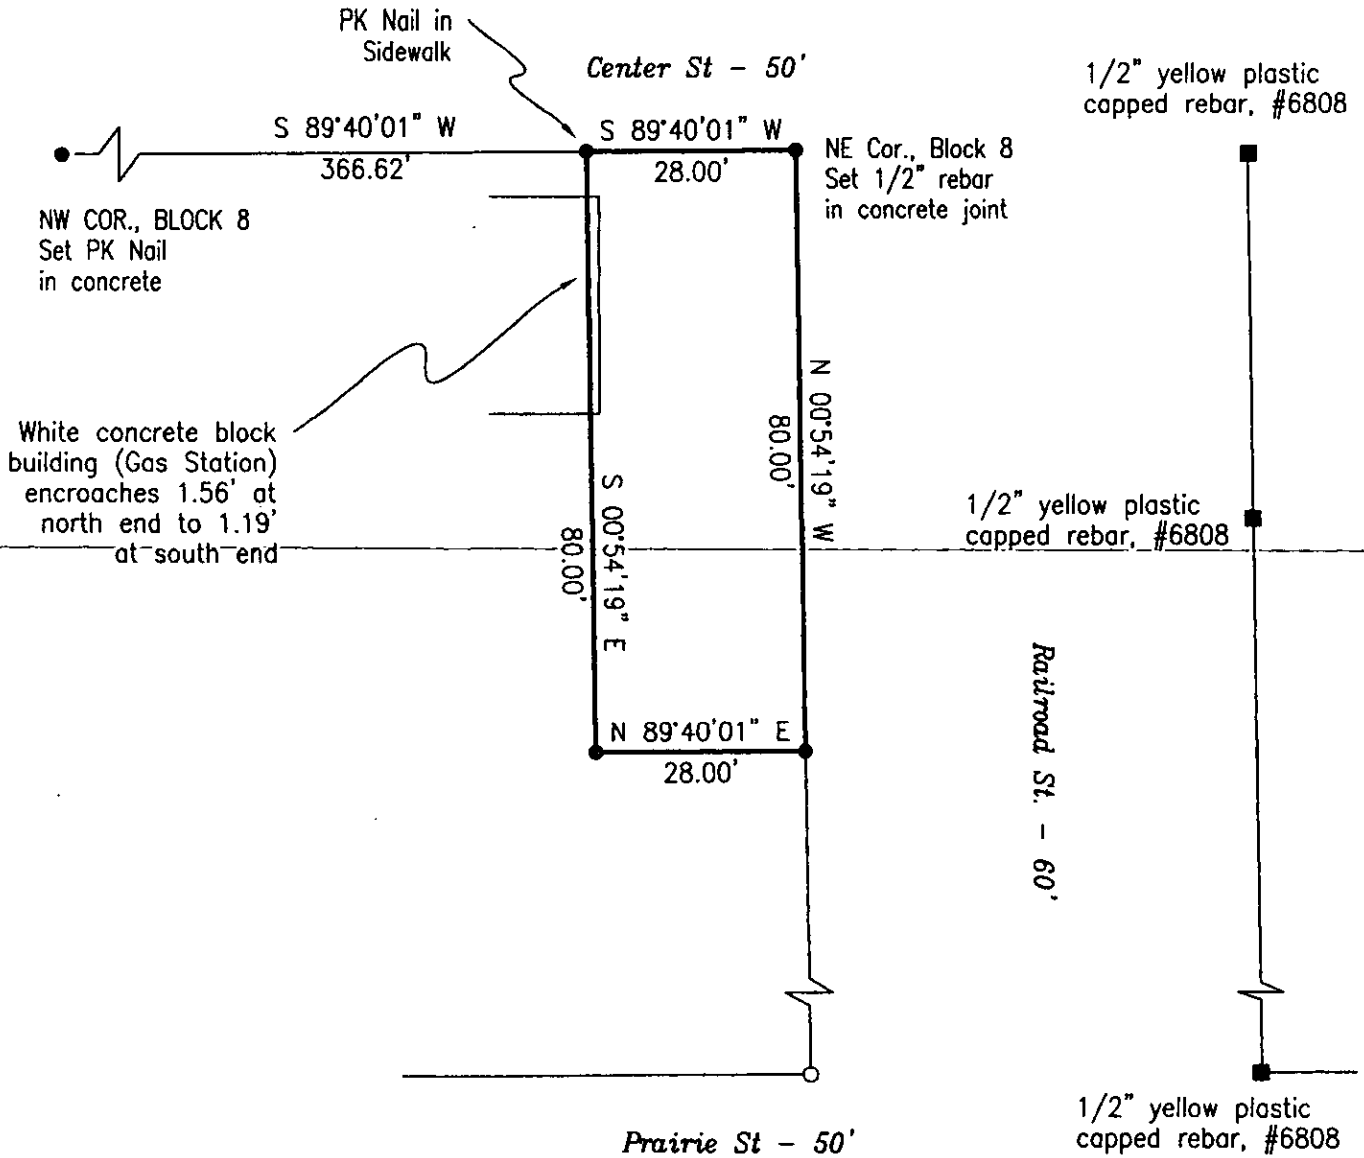 PK Nail in
Sidewalk
Center St - 50'
1/2" yellow plastic
capped rebar, #6808
S 89°40'01" W
366.62'
S 89°40'01" W
28.00'
NE Cor., Block 8
Set 1/2" rebar
in concrete joint
NW COR., BLOCK 8
Set PK Nail
in concrete
N 00°54'19" W
80.00'
White concrete block
building (Gas Station)
encroaches 1.56' at
north end to 1.19'
at south end
S 00°54'19" E
80.00'
1/2" yellow plastic
capped rebar, #6808
Railroad St. - 60'
N 89°40'01" E
28.00'
1/2" yellow plastic
capped rebar, #6808
Prairie St - 50'